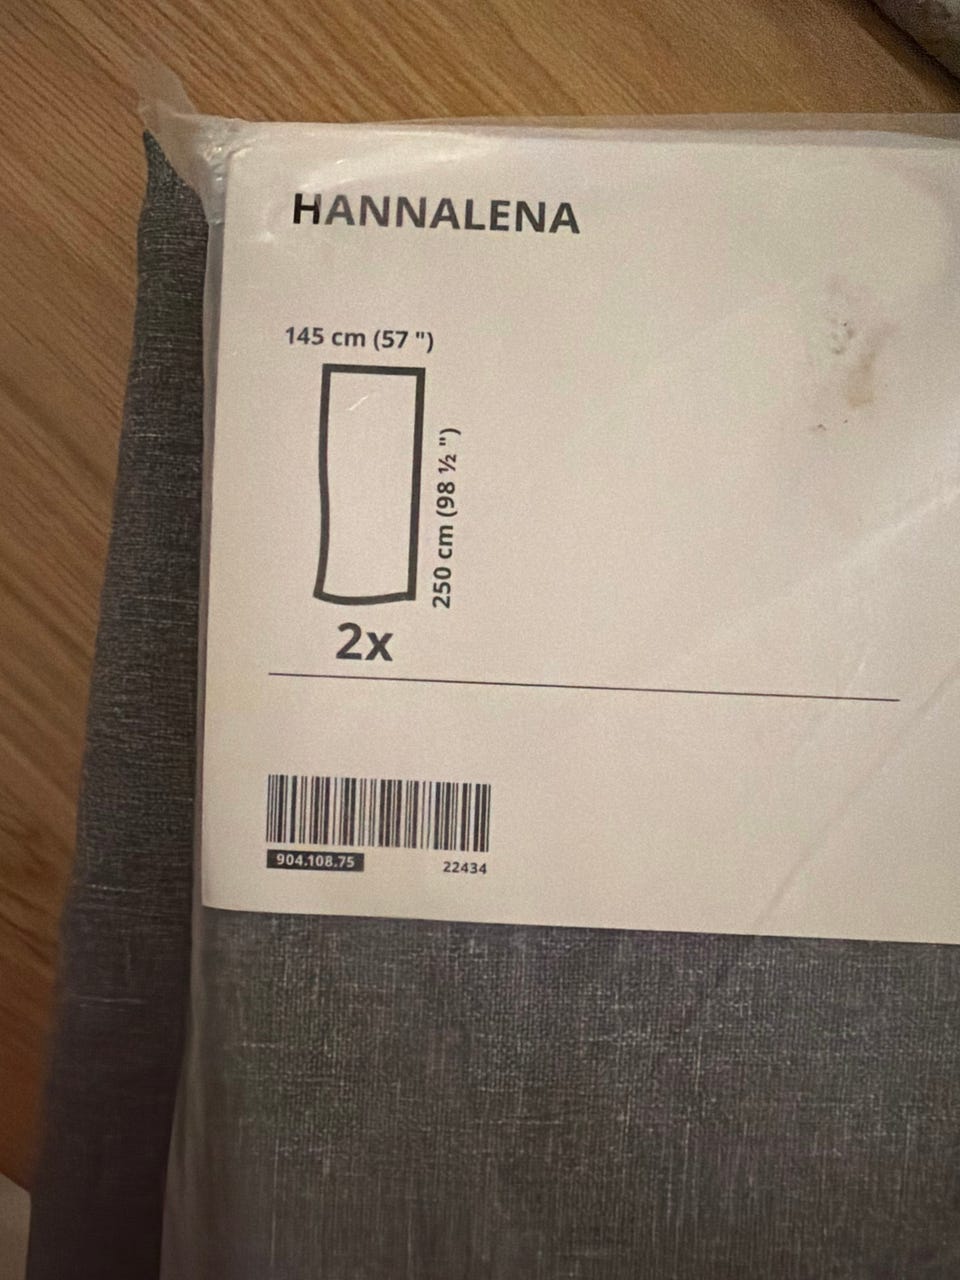 HANNALENA
145 cm (57 ")
250 cm (98 ½ ")
2x
904.108.75
22434